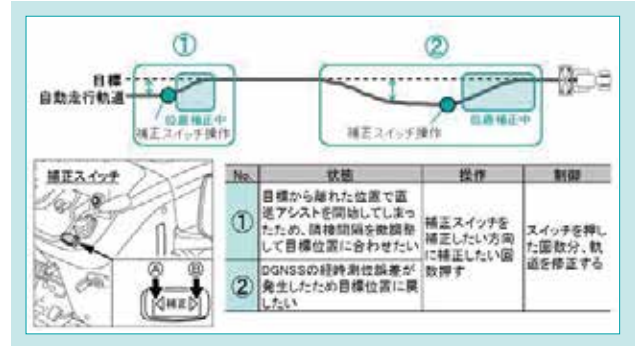 ①
②
目標
自動走行軌道
位置補正中
補正スイッチ操作
位置補正中
補正スイッチ操作
補正スイッチ
Ⓐ
Ⓑ
補正
No.
状態
操作
制御
①
目標から離れた位置で直
進アシストを開始してしまっ
たため、隣接間隔を微調整
して目標位置に合わせたい
補正スイッチを
補正したい方向
に補正したい回
数押す
スイッチを押し
た回数分、軌
道を修正する
②
DGNSSの経時測位誤差が
発生したため目標位置に戻
したい